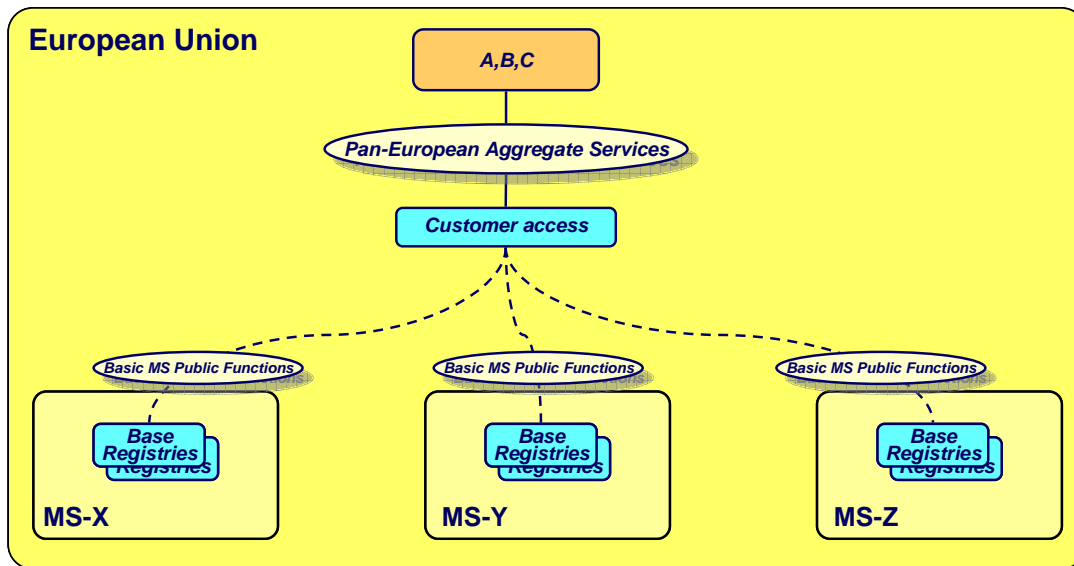 European Union
A,B,C
Pan-European Aggregate Services
Customer access
Basic MS Public Functions
Basic MS Public Functions
Basic MS Public Functions
Base
Registries
Registries
Base
Registries
Registries
Base
Registries
Registries
MS-X
MS-Y
MS-Z